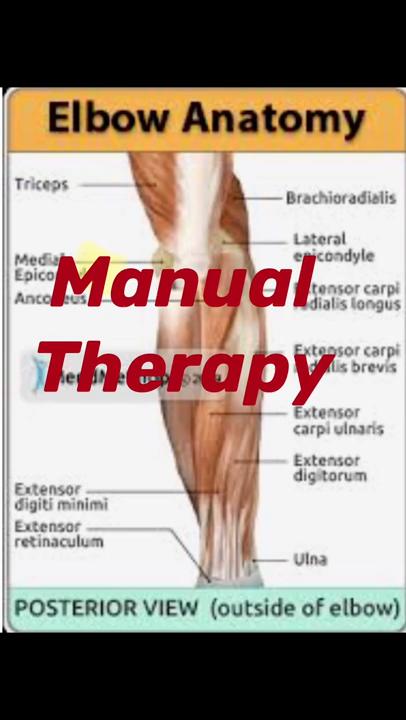 Elbow Anatomy
Triceps
Brachioradialis
Lateral
epicondyle
Medial
Manual
Extensor carpi
radialis longus
Therapy
Extensor carpi
brevis
Extensor
carpi ulnaris
Extensor
digitorum
Extensor
digiti minimi
Extensor
retinaculum
Ulna
POSTERIOR VIEW (outside of elbow)